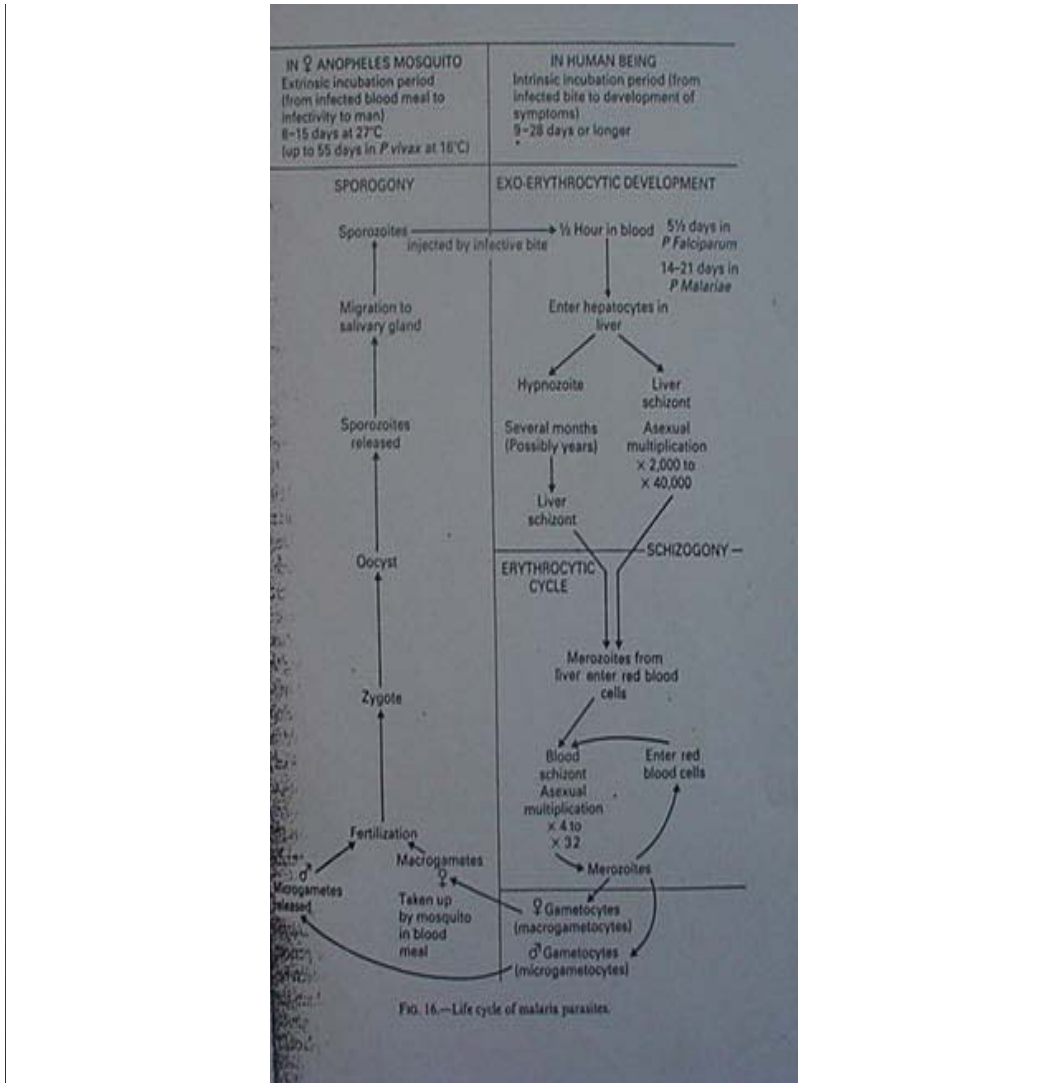 IN ♀ ANOPHELES MOSQUITO
Extrinsic incubation period
(from infected blood meal to
infectivity to man)
8–15 days at 27°C
(up to 55 days in P vivax at 16°C)
IN HUMAN BEING
Intrinsic incubation period (from
infected bite to development of
symptoms)
9–28 days or longer
SPOROGONY
EXO-ERYTHROCYTIC DEVELOPMENT
Sporozoites
injected by infective bite
½ Hour in blood
5½ days in
P Falciparum
14–21 days in
P Malariae
Migration to
salivary gland
Enter hepatocytes in
liver
Hypnozoite
Liver
schizont
Sporozoites
released
Several months
(Possibly years)
Asexual
multiplication
× 2,000 to
× 40,000
Liver
schizont
SCHIZOGONY
Oocyst
ERYTHROCYTIC
CYCLE
Merozoites from
liver enter red blood
cells
Zygote
Blood
schizont
Asexual
multiplication
× 4 to
× 32
Enter red
blood cells
Fertilization
Merozoites
Macrogametes
♀
♂
Microgametes
released
Taken up
by mosquito
in blood
meal
♀ Gametocytes
(macrogametocytes)
♂ Gametocytes
(microgametocytes)
FIG. 16.—Life cycle of malaria parasites.